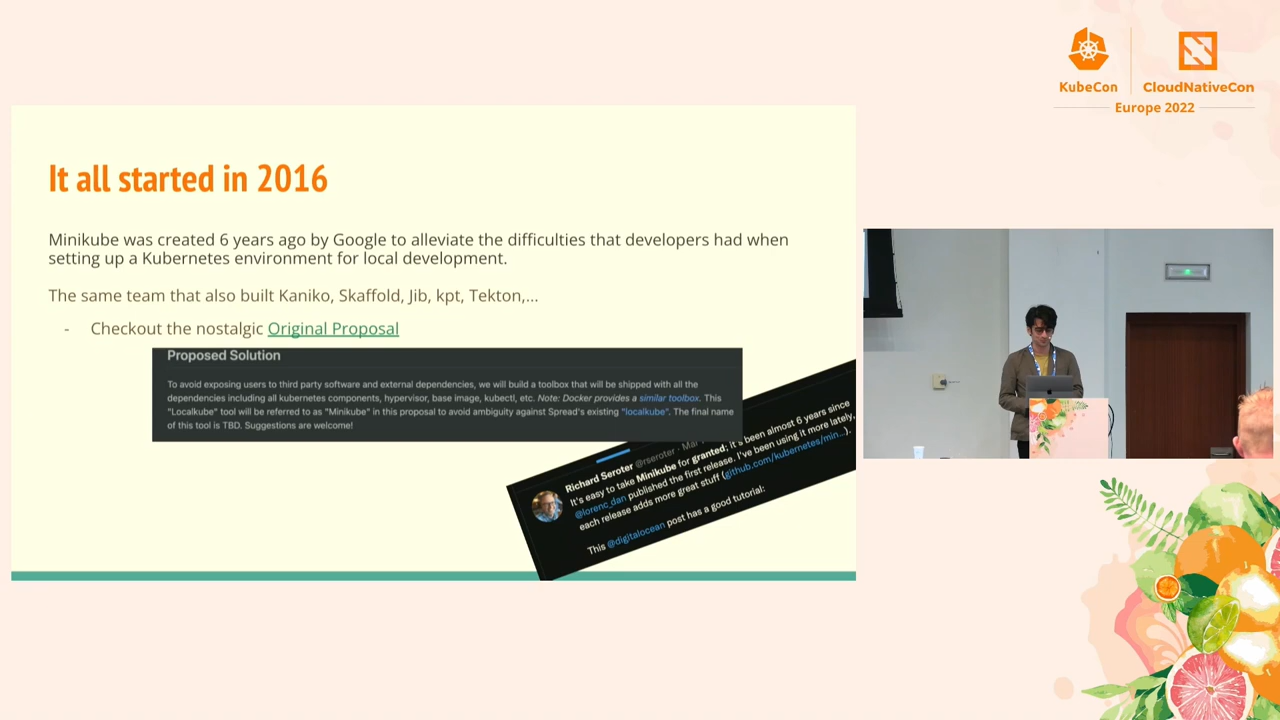 KubeCon
CloudNativeCon
Europe 2022
It all started in 2016
Minikube was created 6 years ago by Google to alleviate the difficulties that developers had when
setting up a Kubernetes environment for local development.
The same team that also built Kaniko, Skaffold, Jib, kpt, Tekton,...
- Checkout the nostalgic Original Proposal
Proposed Solution
To avoid exposing users to third party software and external dependencies, we will build a toolbox that will be shipped with all the
dependencies including all kubernetes components, hypervisor, base image, kubectl, etc. Note: Docker provides a similar toolbox. This
"Localkube" tool will be referred to as "Minikube" in this proposal to avoid ambiguity against Spread's existing "localkube". The final name
of this tool is TBD. Suggestions are welcome!
Richard Seroter @rseroter · Mar
It's easy to take Minikube for granted; it's been almost 6 years since
@lorenc_dan published the first release. I've been using it more lately,
each release adds more great stuff (github.com/kubernetes/min...).
This @digitalocean post has a good tutorial: